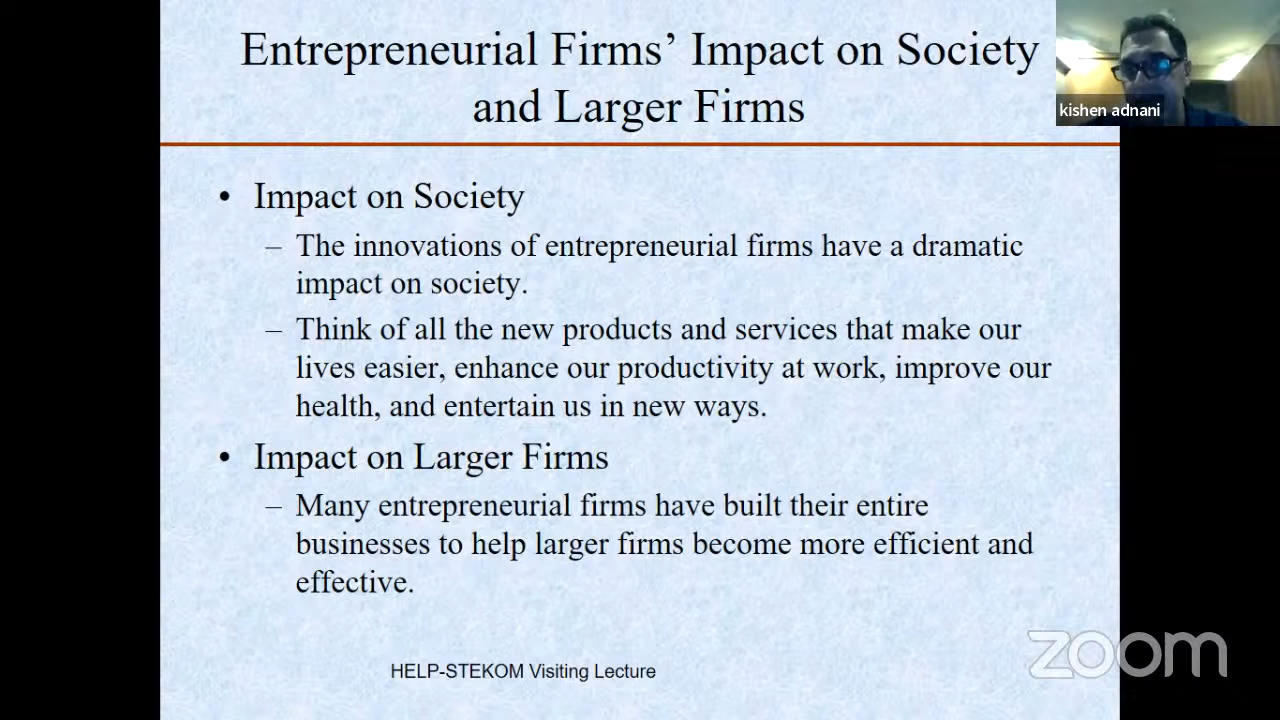 Entrepreneurial Firms’ Impact on Society
and Larger Firms
kishen adnani
• Impact on Society
– The innovations of entrepreneurial firms have a dramatic
impact on society.
– Think of all the new products and services that make our
lives easier, enhance our productivity at work, improve our
health, and entertain us in new ways.
• Impact on Larger Firms
– Many entrepreneurial firms have built their entire
businesses to help larger firms become more efficient and
effective.
HELP-STEKOM Visiting Lecture
zoom